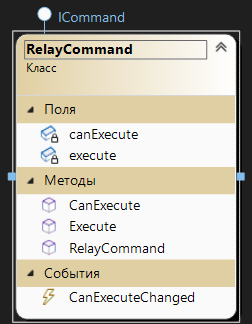 ICommand
RelayCommand
Класс
Поля
canExecute
execute
Методы
CanExecute
Execute
RelayCommand
События
CanExecuteChanged